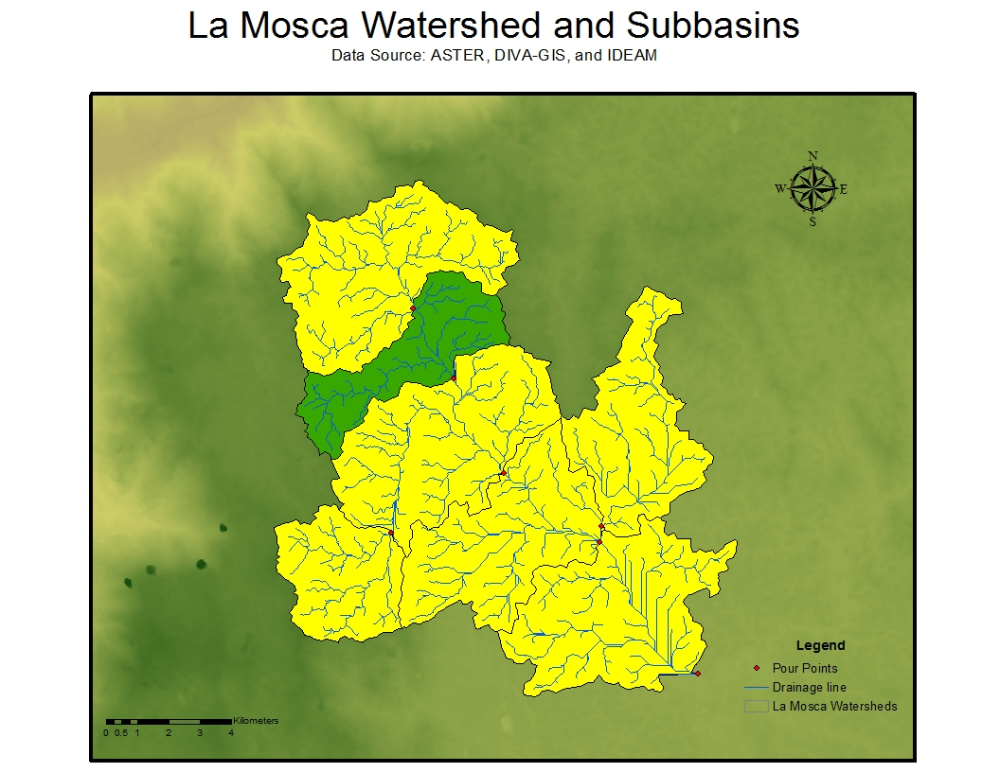 La Mosca Watershed and Subbasins
Data Source: ASTER, DIVA-GIS, and IDEAM
N
W E
S
Legend
Pour Points
Drainage line
La Mosca Watersheds
Kilometers
0 0.5 1 2 3 4